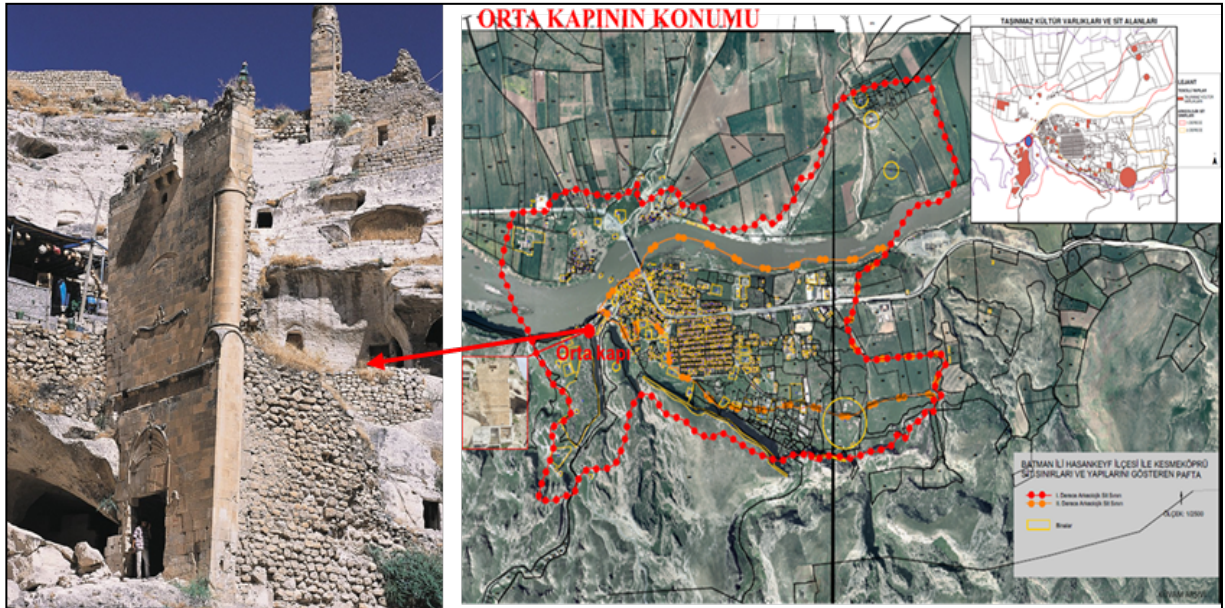 ORTA KAPININ KONUMU
TAŞINMAZ KÜLTÜR VARLIKLARI VE SİT ALANLARI
LEJANT
Orta kapı
BATMAN İLİ HASANKEYF İLÇESİ İLE KESMEKÖPRÜ
SİT SINIRLARI VE YAPILARINI GÖSTEREN PAFTA
I. Derece Arkeolojik Sit Sınırı
II. Derece Arkeolojik Sit Sınırı
Binalar
ÖLÇEK: 1/2500